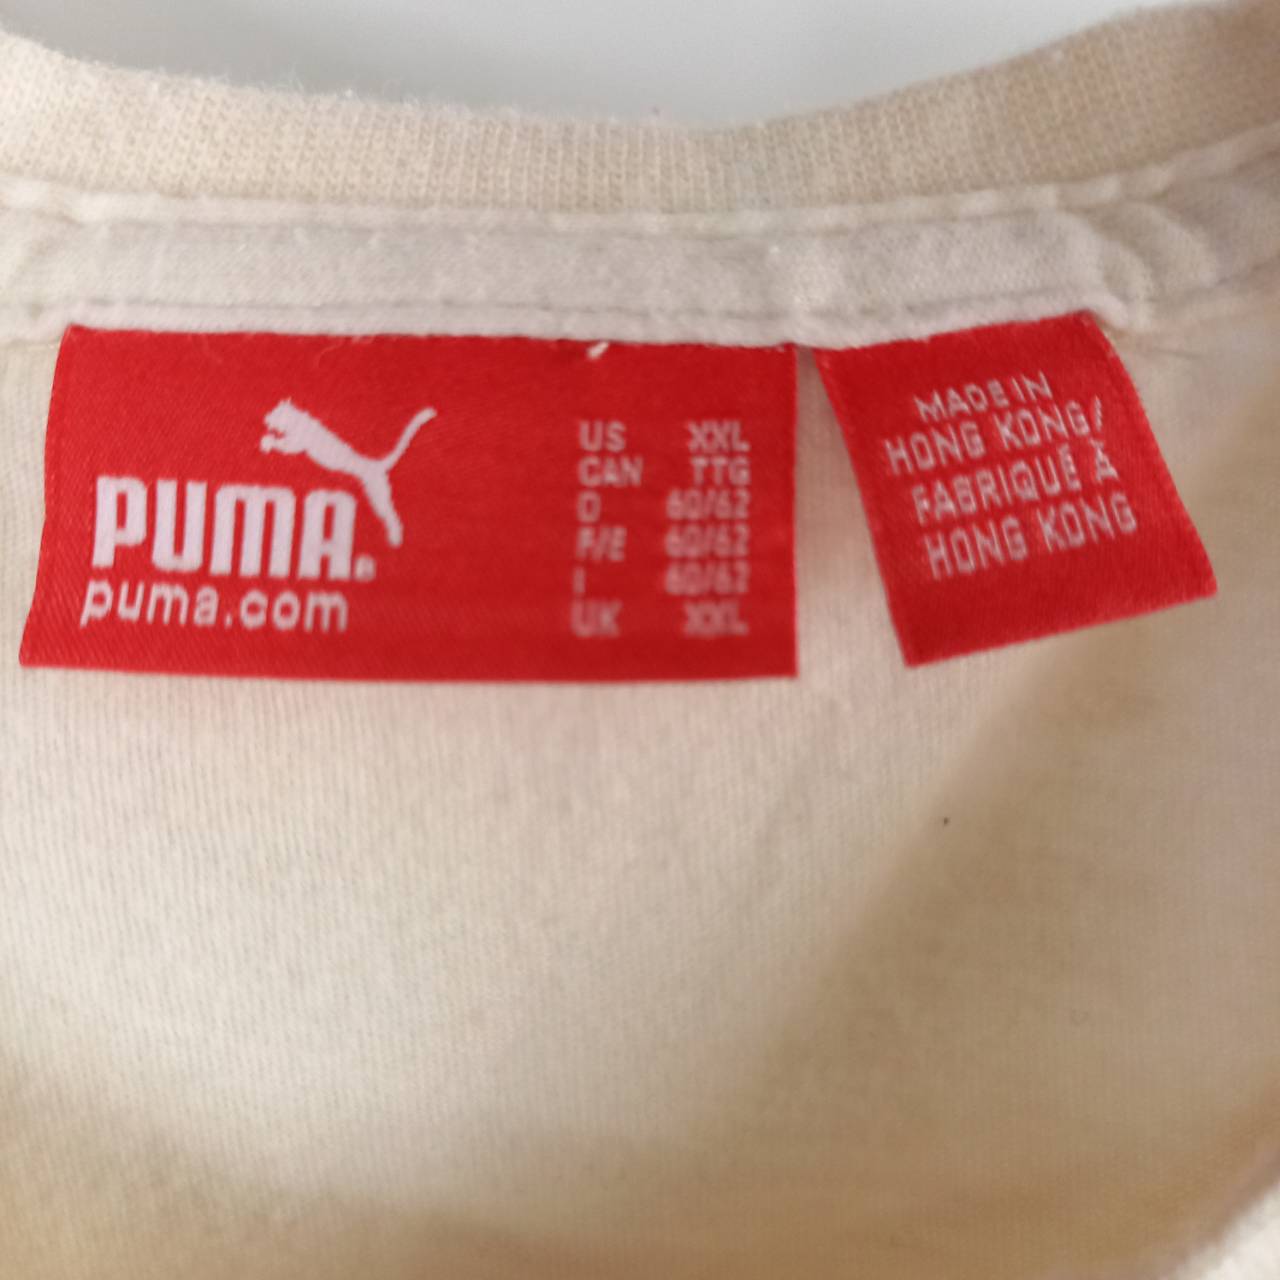 PUMA.
puma.com
US XXL
CAN TTG
D 60/62
F/E 60/62
I 60/62
UK XXL
MADE IN
HONG KONG/
FABRIQUÉ À
HONG KONG